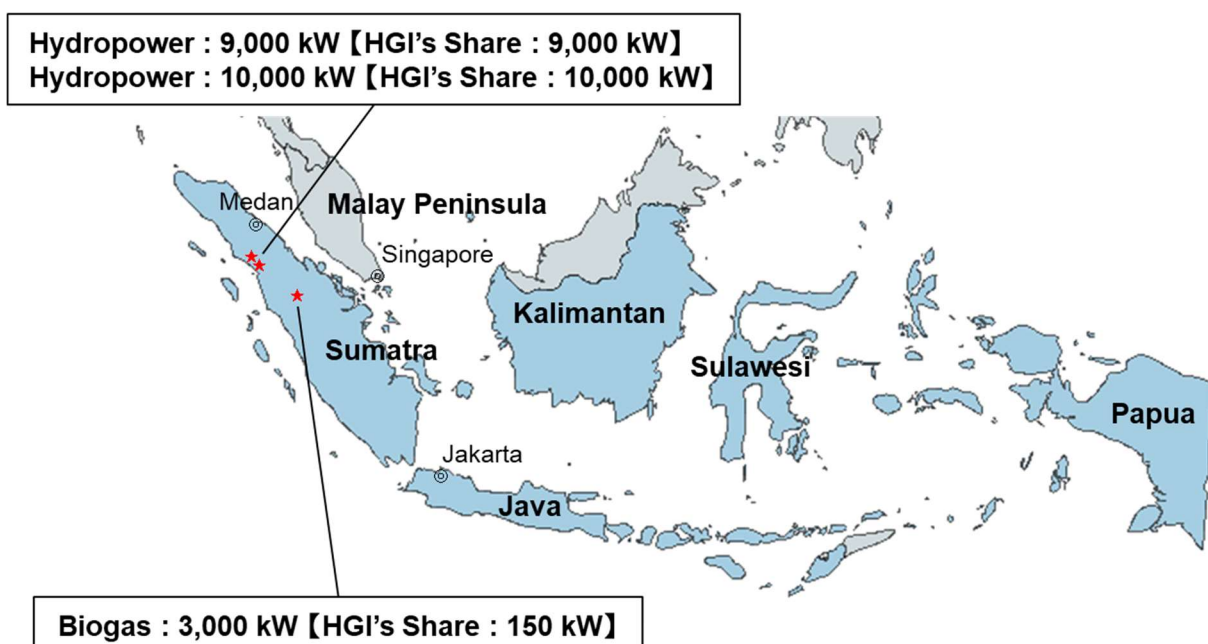 Hydropower : 9,000 kW【HGI's Share : 9,000 kW】
Hydropower : 10,000 kW【HGI's Share : 10,000 kW】
Medan
Malay Peninsula
Singapore
Kalimantan
Sumatra
Sulawesi
Papua
Jakarta
Java
Biogas : 3,000 kW【HGI's Share : 150 kW】